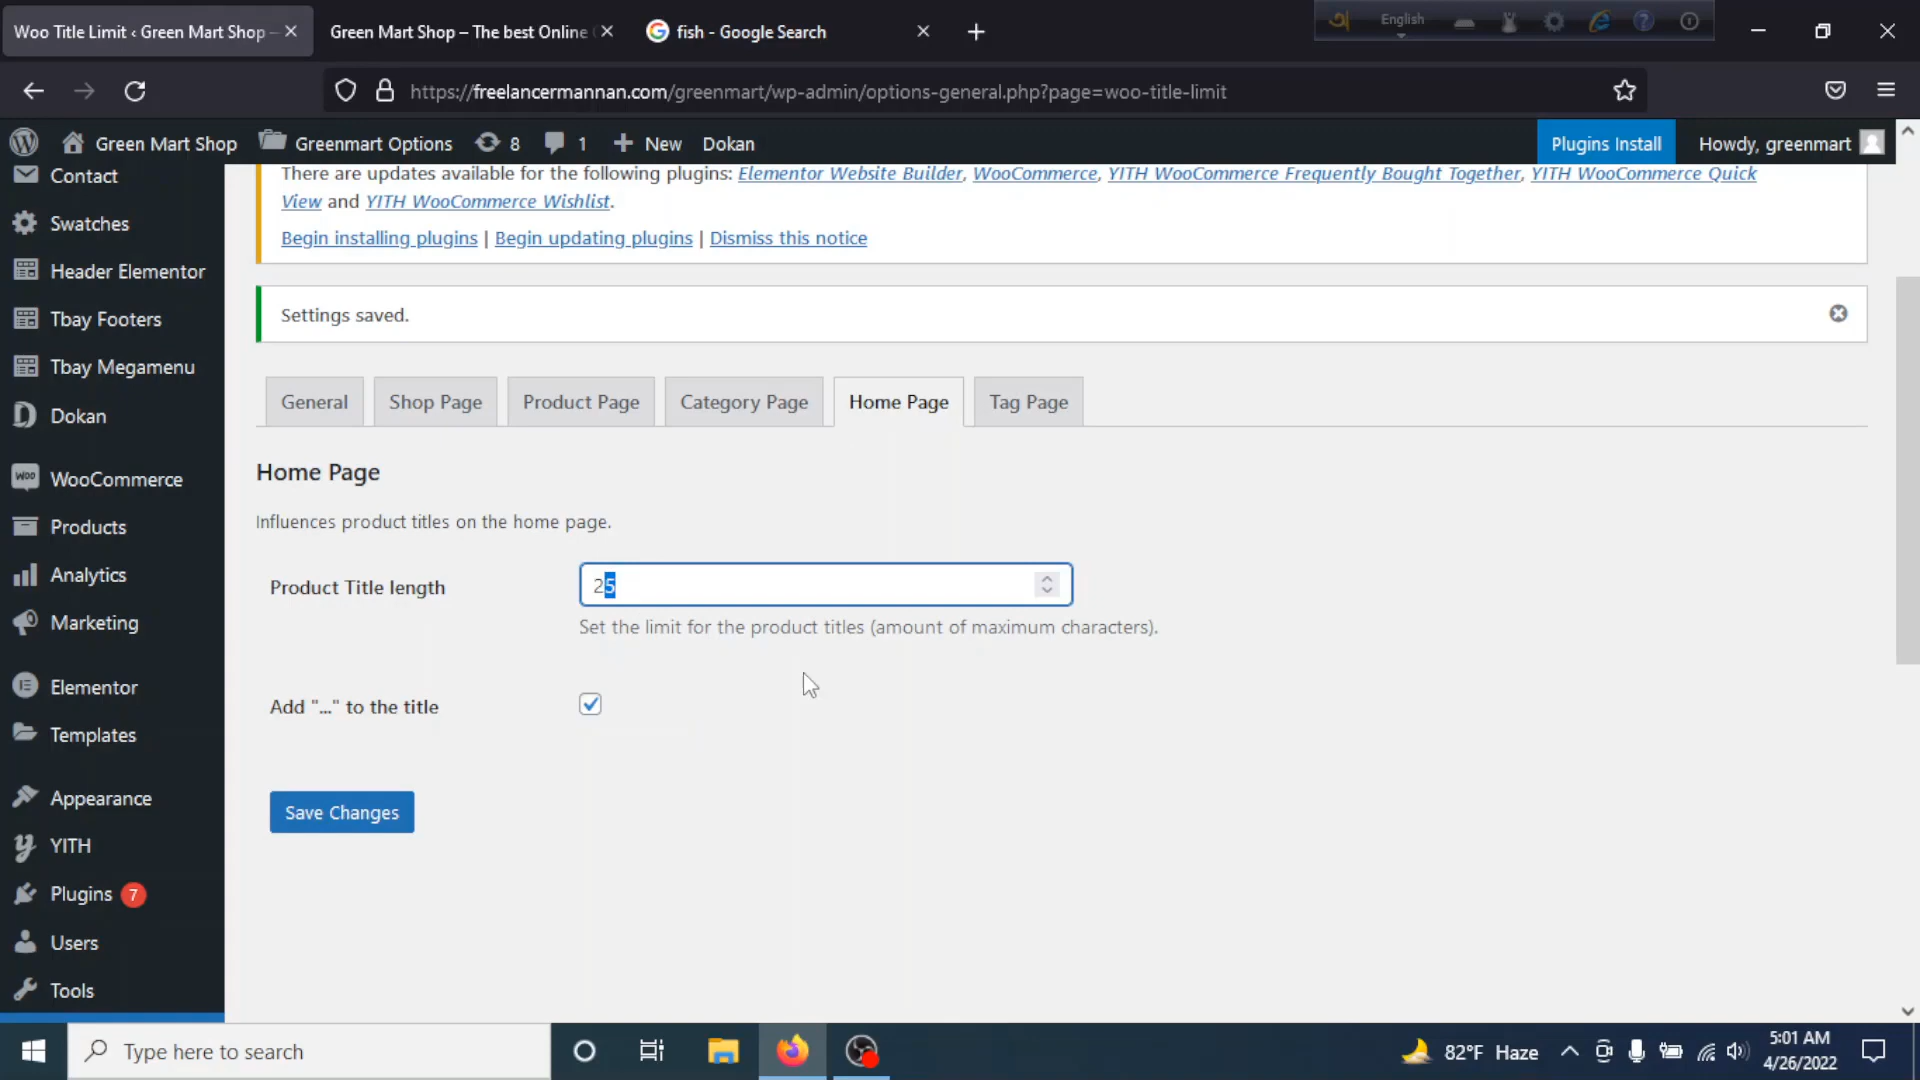 Woo Title Limit ‹ Green Mart Shop –
Green Mart Shop – The best Online
fish - Google Search
English
https://freelancermannan.com/greenmart/wp-admin/options-general.php?page=woo-title-limit
Green Mart Shop
Greenmart Options
8
1
New
Dokan
Plugins Install
Howdy, greenmart
Contact
Swatches
Header Elementor
Tbay Footers
Tbay Megamenu
Dokan
WooCommerce
Products
Analytics
Marketing
Elementor
Templates
Appearance
YITH
Plugins 7
Users
Tools
There are updates available for the following plugins: Elementor Website Builder, WooCommerce, YITH WooCommerce Frequently Bought Together, YITH WooCommerce Quick
View and YITH WooCommerce Wishlist.
Begin installing plugins | Begin updating plugins | Dismiss this notice
Settings saved.
General
Shop Page
Product Page
Category Page
Home Page
Tag Page
Home Page
Influences product titles on the home page.
Product Title length
25
Set the limit for the product titles (amount of maximum characters).
Add "..." to the title
Save Changes
Type here to search
82°F Haze
5:01 AM
4/26/2022